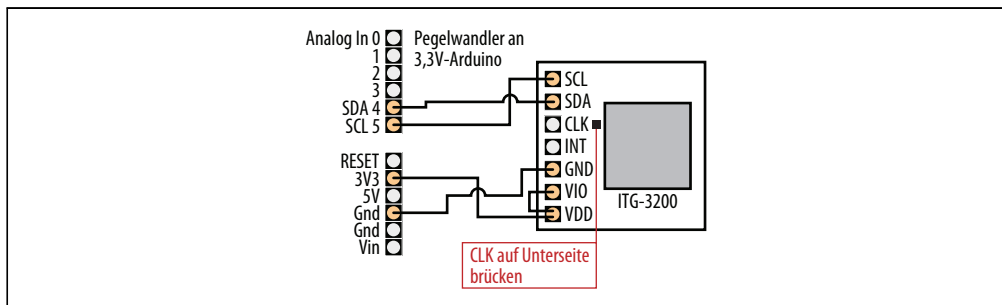 Analog In 0
1
2
3
SDA 4
SCL 5
RESET
3V3
5V
Gnd
Gnd
Vin
Pegelwandler an
3,3V-Arduino
SCL
SDA
CLK
INT
GND
VIO
VDD
ITG-3200
CLK auf Unterseite
brücken